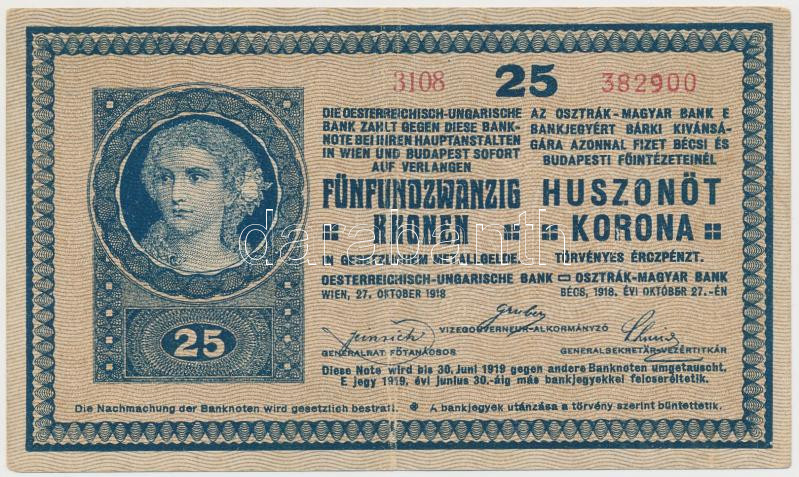 3108 25 382900
DIE OESTERREICHISCH-UNGARISCHE
BANK ZAHLT GEGEN DIESE BANK-
NOTE BEI IHREN HAUPTANSTALTEN
IN WIEN UND BUDAPEST SOFORT
AUF VERLANGEN
FÜNFUNDZWANZIG
KRONEN
IN GESETZLICHEM METALLGELDE.
AZ OSZTRÁK-MAGYAR BANK E
BANKJEGYÉRT BÁRKI KIVÁNSÁ-
GÁRA AZONNAL FIZET BÉCSI ÉS
BUDAPESTI FŐINTÉZETEINÉL
HUSZONÖT
KORONA
TÖRVÉNYES ÉRCZPÉNZT.
OESTERREICHISCH-UNGARISCHE BANK OSZTRÁK-MAGYAR BANK
WIEN, 27. OKTOBER 1918 BÉCS, 1918. ÉVI OKTÓBER 27.-ÉN
Gruber
VIZEGOUVERNEUR-ALKORMÁNYZÓ
GENERALRAT FŐTANÁCSOS GENERALSEKRETÄR-VEZÉRTITKÁR
Diese Note wird bis 30. Juni 1919 gegen andere Banknoten umgetauscht.
E jegy 1919. évi junius 30.-áig más bankjegyekkel felcseréltetik.
25
Die Nachmachung der Banknoten wird gesetzlich bestraft. A bankjegyek utánzása a törvény szerint büntettetik.
darabanth